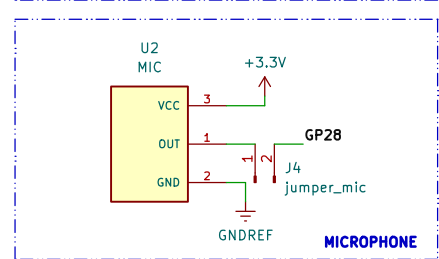 U2
MIC
+3.3V
VCC
3
OUT
1
GND
2
1
2
GP28
J4
jumper_mic
GNDREF
MICROPHONE